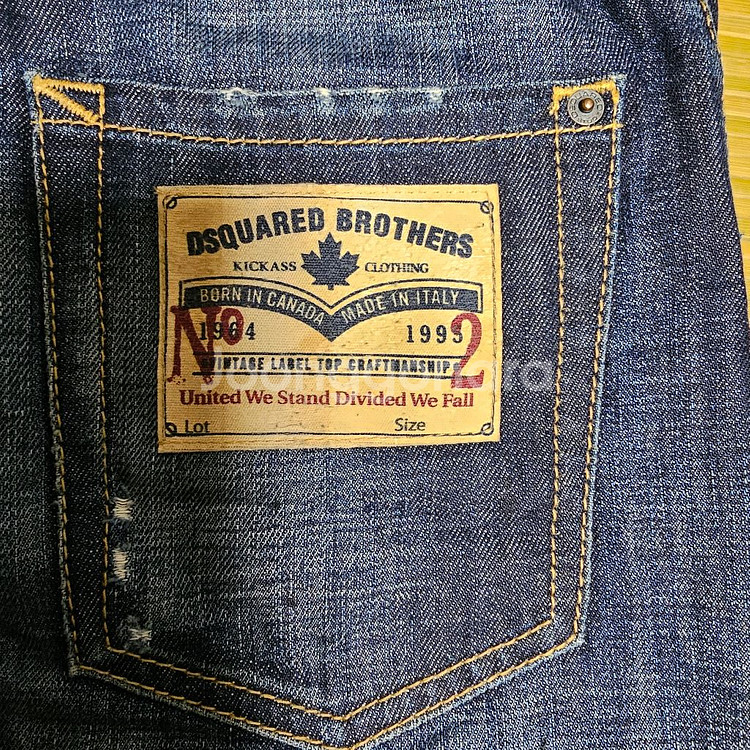 DSQUARED BROTHERS
KICKASS CLOTHING
BORN IN CANADA MADE IN ITALY
No 2
1964 1995
VINTAGE LABEL TOP CRAFTMANSHIP
United We Stand Divided We Fall
Lot Size